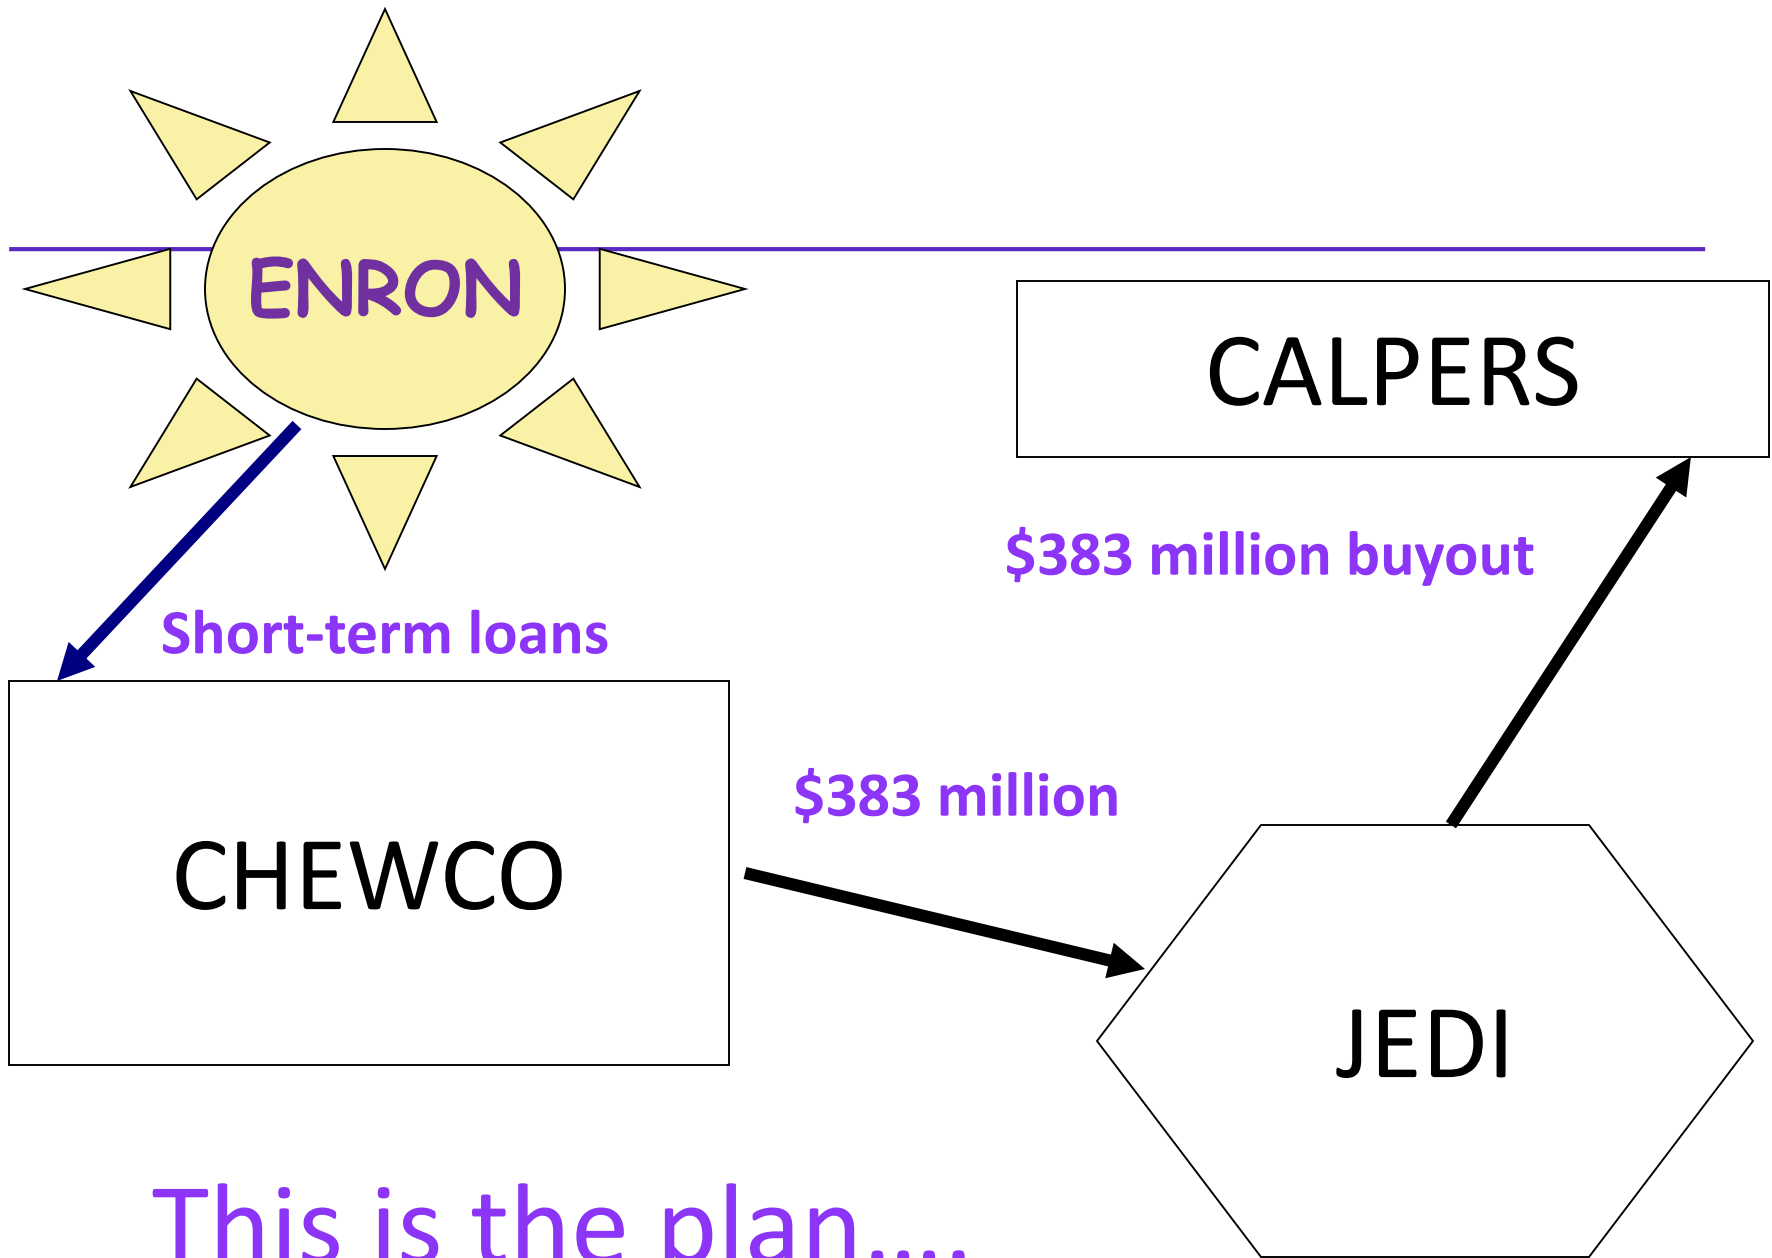 ENRON
CALPERS
$383 million buyout
Short-term loans
$383 million
CHEWCO
JEDI
This is the plan....